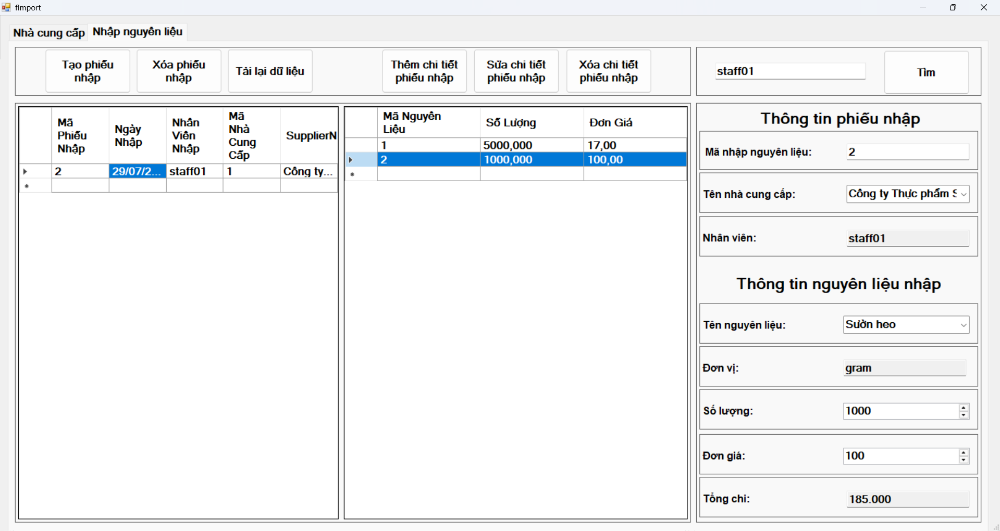 fImport
Nhà cung cấp
Nhập nguyên liệu
Tạo phiếu
nhập
Xóa phiếu
nhập
Tải lại dữ liệu
Thêm chi tiết
phiếu nhập
Sửa chi tiết
phiếu nhập
Xóa chi tiết
phiếu nhập
staff01
Tìm
Mã
Phiếu
Nhập
Ngày
Nhập
Nhân
Viên
Nhập
Mã
Nhà
Cung
Cấp
SupplierN
2 29/07/2... staff01 1 Công ty...
Mã Nguyên
Liệu
Số Lượng
Đơn Giá
1 5000,000 17,00
2 1000,000 100,00
Thông tin phiếu nhập
Mã nhập nguyên liệu: 2
Tên nhà cung cấp: Công ty Thực phẩm S
Nhân viên: staff01
Thông tin nguyên liệu nhập
Tên nguyên liệu: Sườn heo
Đơn vị: gram
Số lượng: 1000
Đơn giá: 100
Tổng chi: 185.000